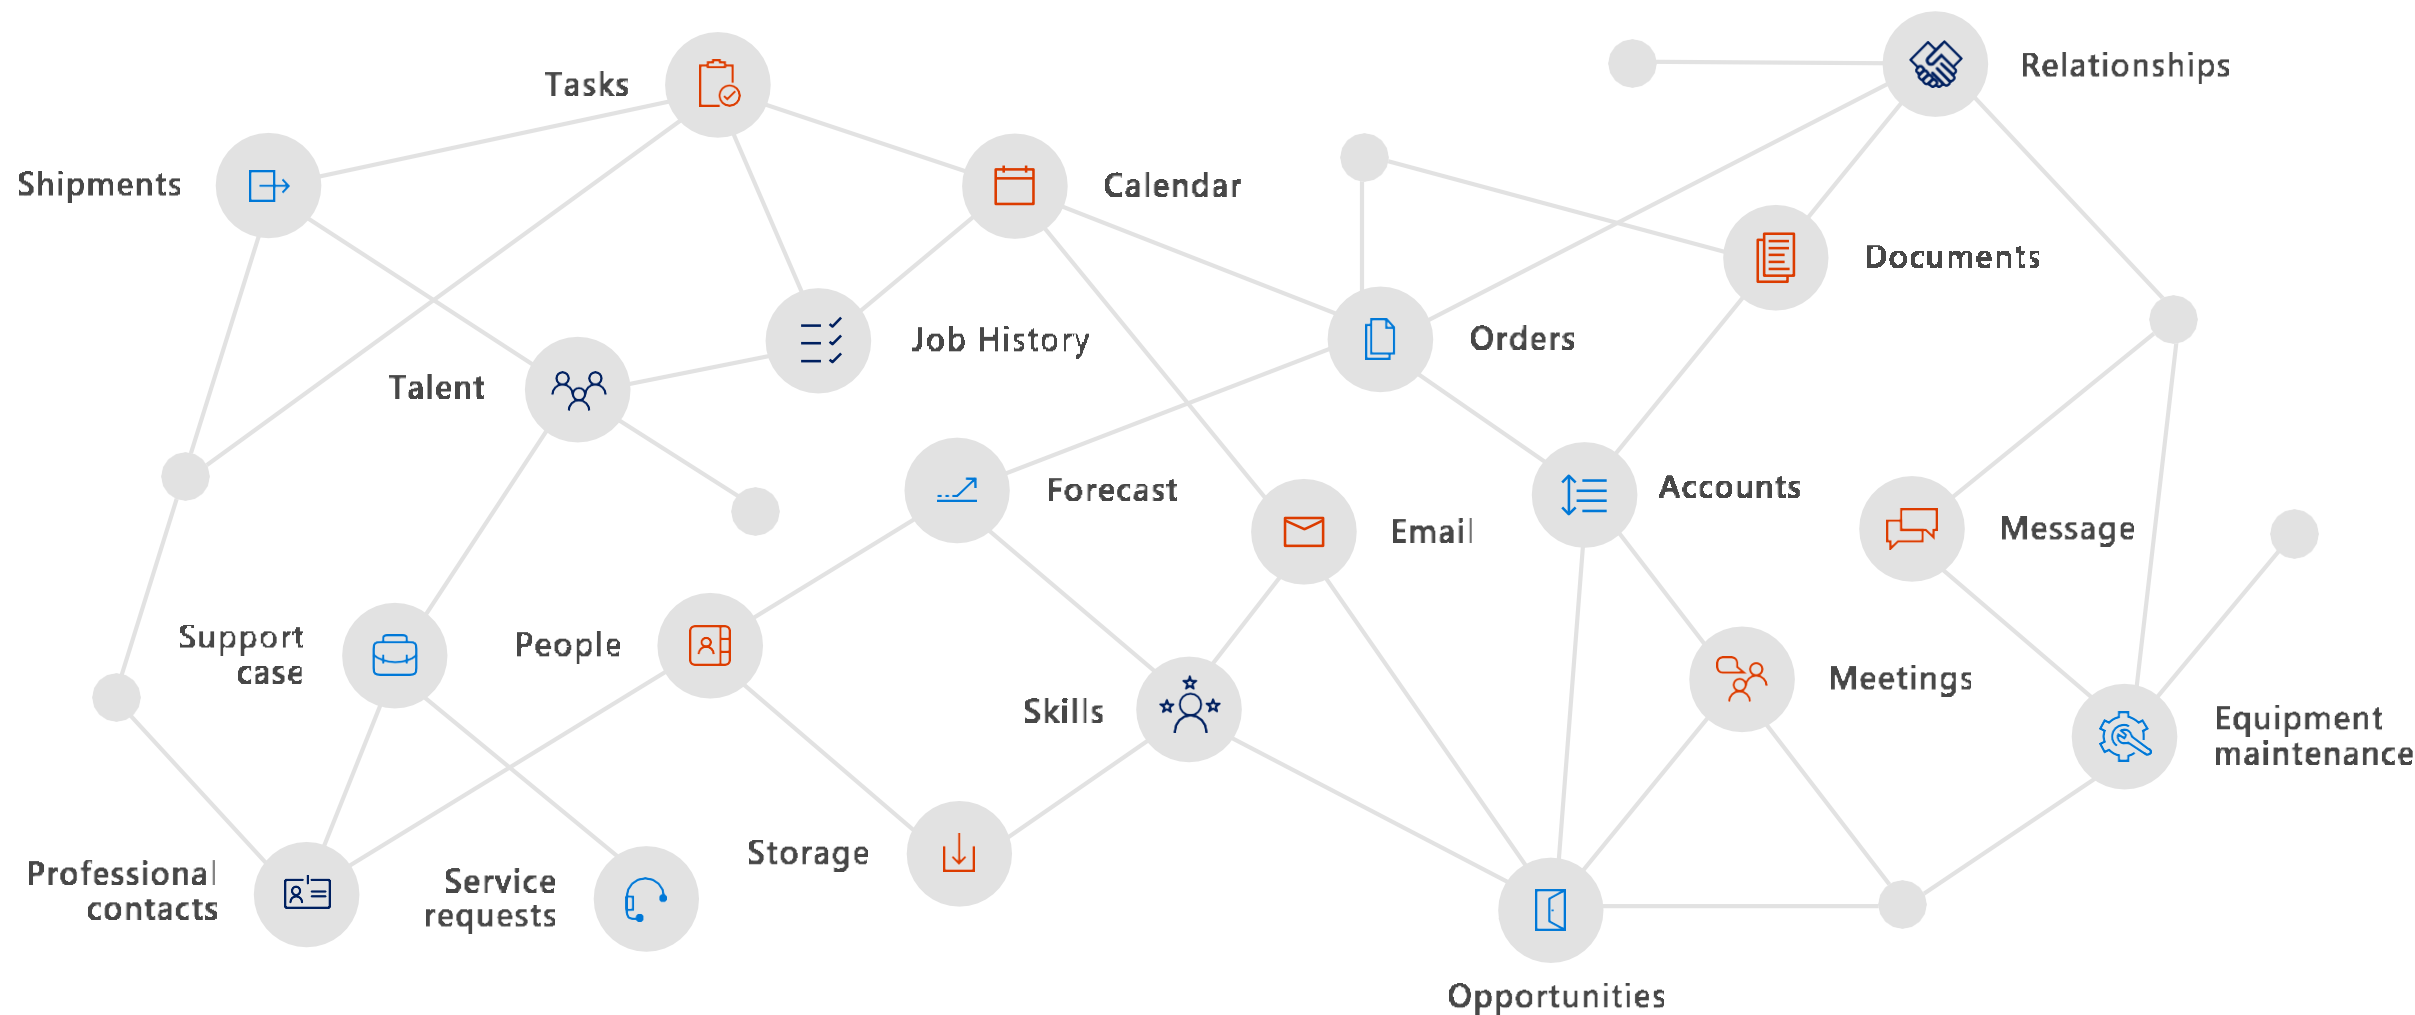 Relationships
Tasks
Shipments
Calendar
Documents
Job History
Orders
Talent
Forecast
Accounts
Email
Message
Support
case
People
Meetings
Skills
Equipment
maintenance
Storage
Professional
contacts
Service
requests
Opportunities